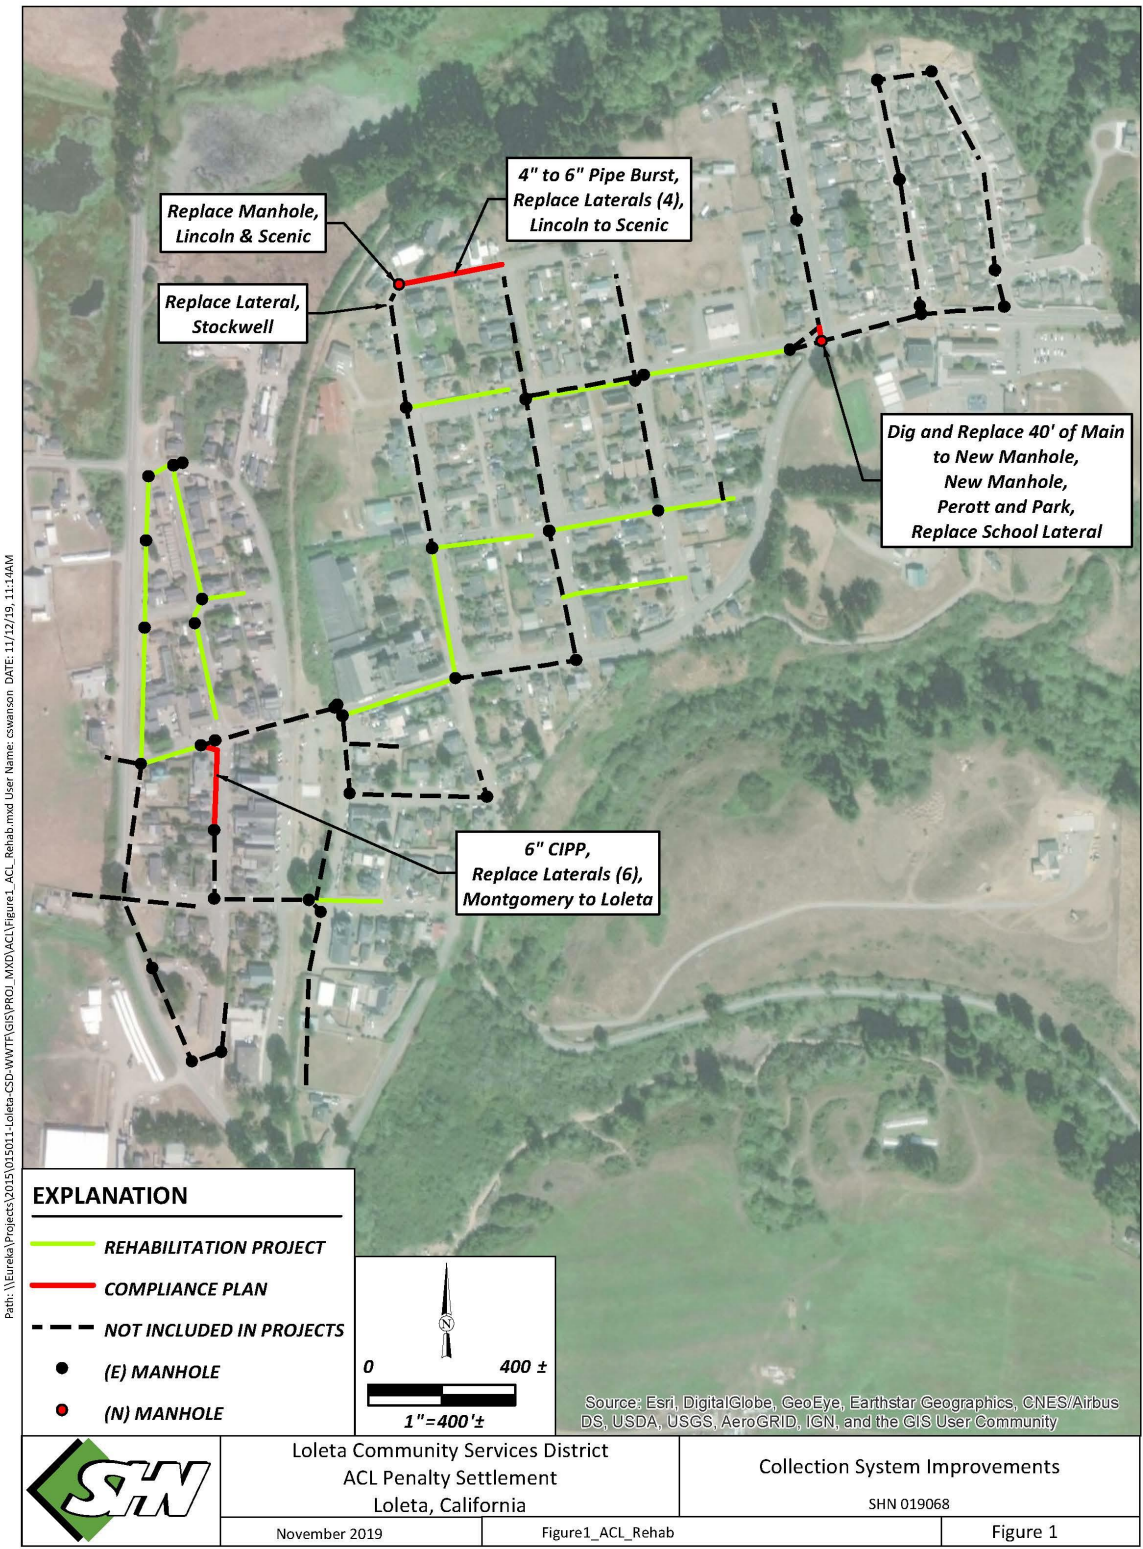 4" to 6" Pipe Burst,
Replace Laterals (4),
Lincoln to Scenic
Replace Manhole,
Lincoln & Scenic
Replace Lateral,
Stockwell
Dig and Replace 40' of Main
to New Manhole,
New Manhole,
Perott and Park,
Replace School Lateral
6" CIPP,
Replace Laterals (6),
Montgomery to Loleta
Path: \\Eureka\Projects\2015\015011-Loleta-CSD-WWTF\GIS\PROJ_MXD\ACL\Figure1_ACL_Rehab.mxd User Name: cswanson DATE: 11/12/19, 11:14AM
EXPLANATION
REHABILITATION PROJECT
COMPLIANCE PLAN
NOT INCLUDED IN PROJECTS
(E) MANHOLE
(N) MANHOLE
N
0 400 ±
1"=400'±
Source: Esri, DigitalGlobe, GeoEye, Earthstar Geographics, CNES/Airbus
DS, USDA, USGS, AeroGRID, IGN, and the GIS User Community
SHN
Loleta Community Services District
ACL Penalty Settlement
Loleta, California
Collection System Improvements
SHN 019068
November 2019
Figure1_ACL_Rehab
Figure 1